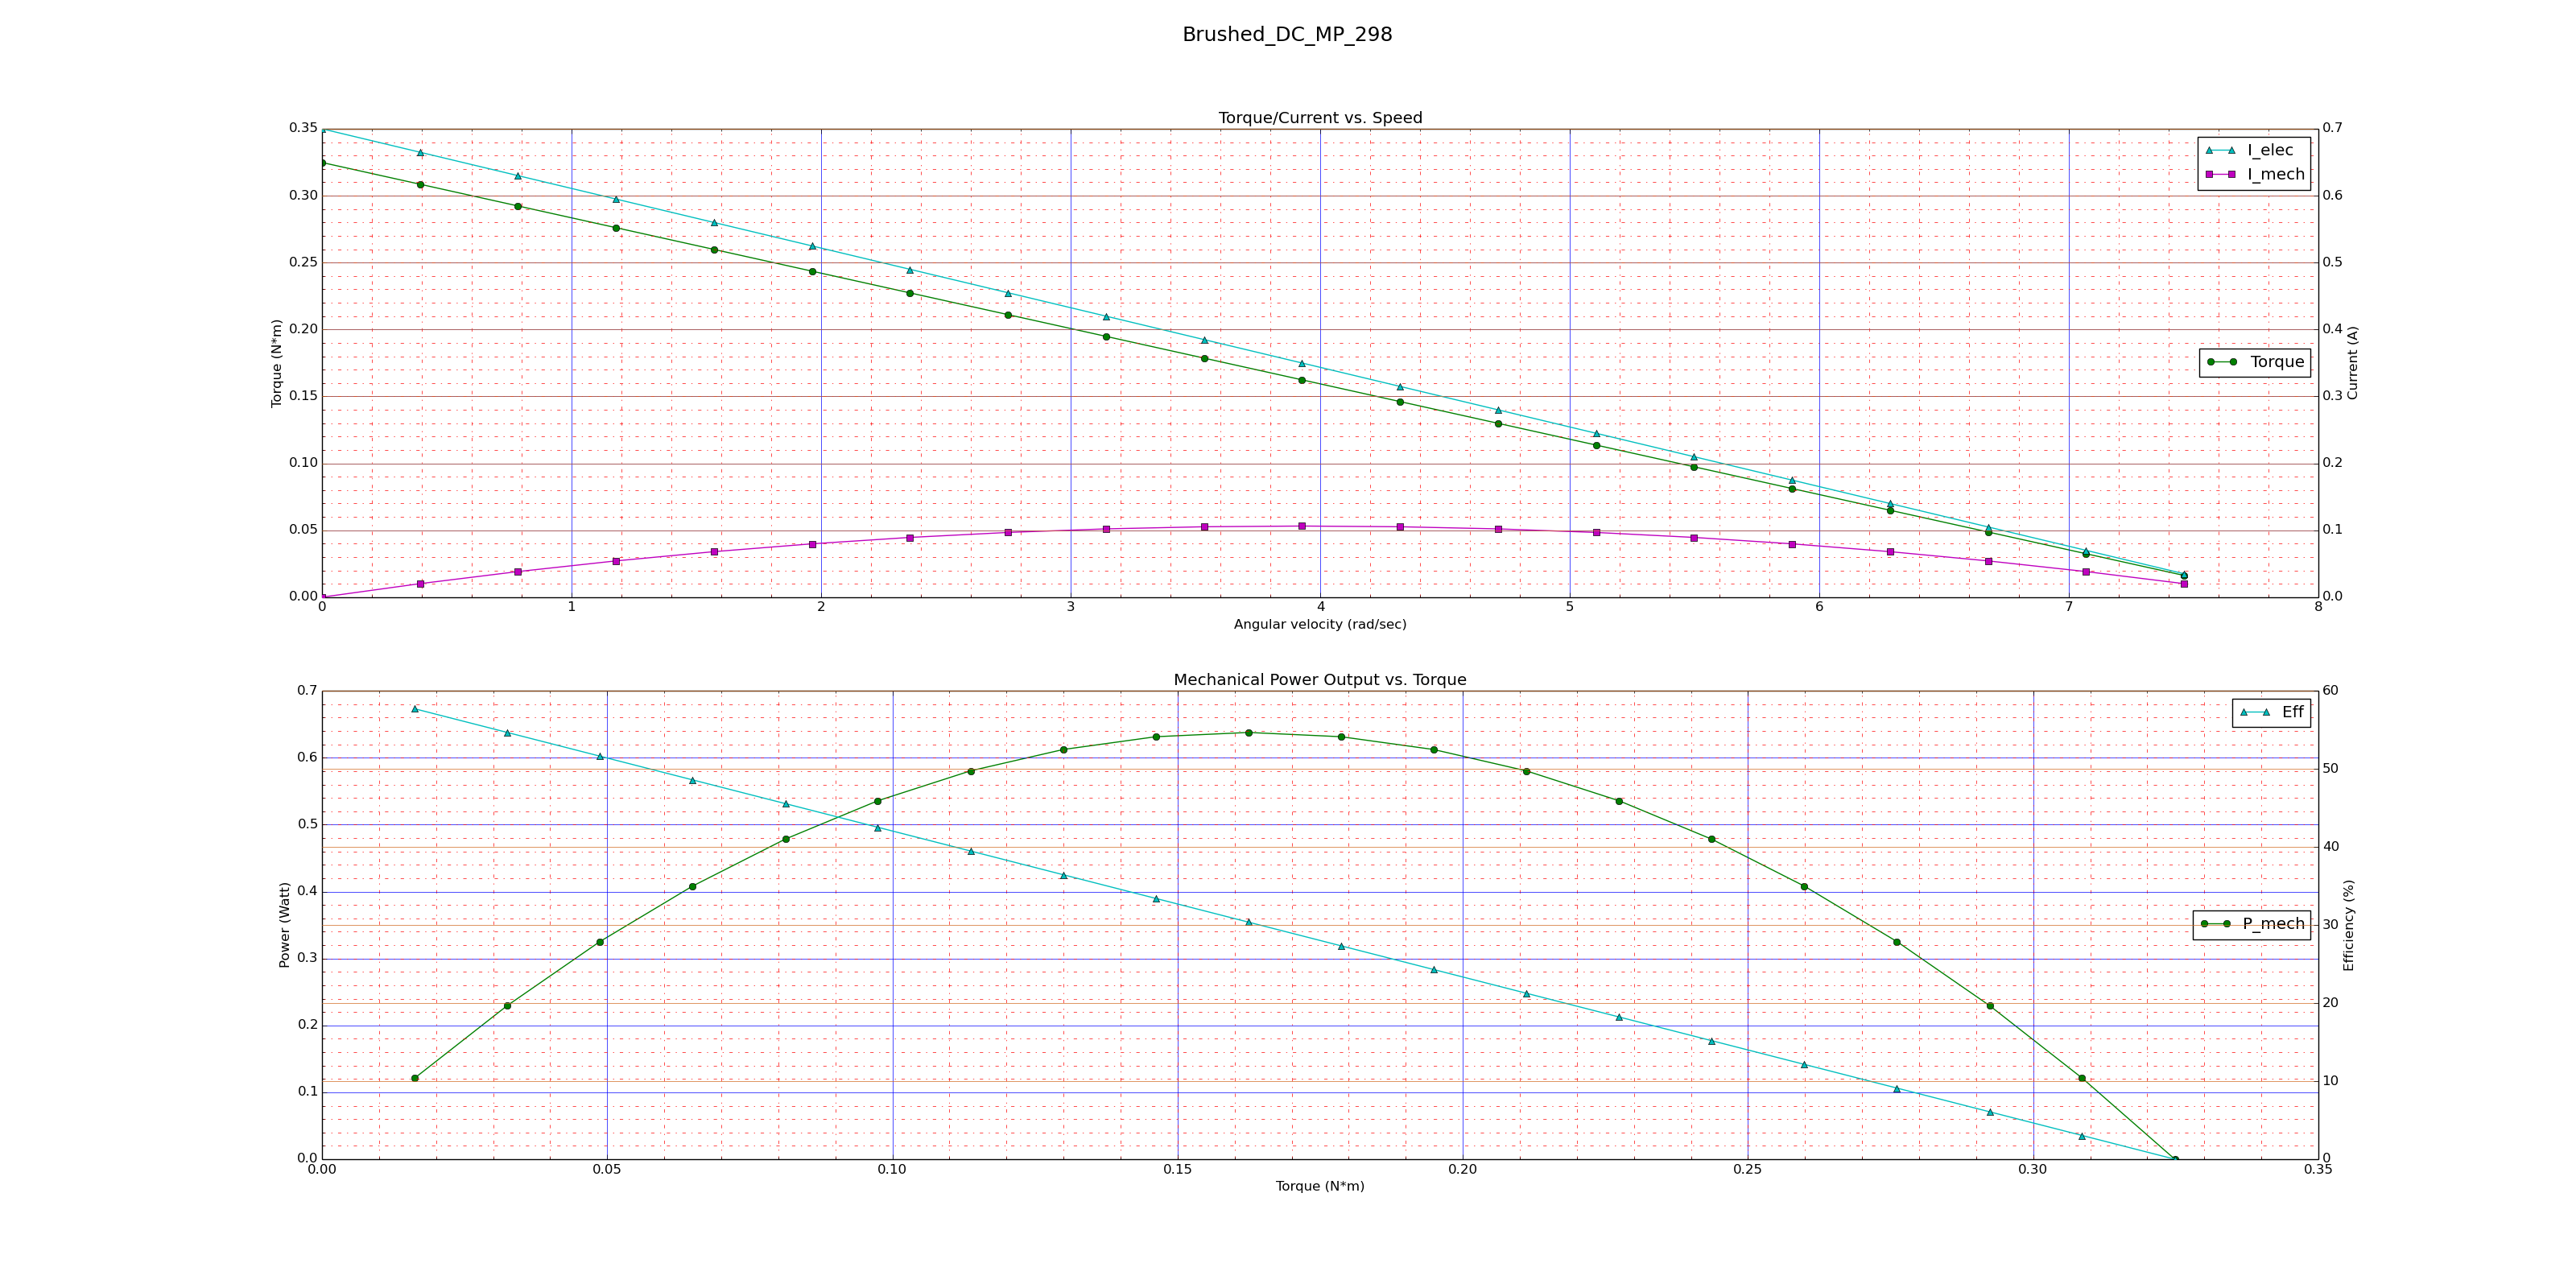 Brushed_DC_MP_298
Torque/Current vs. Speed
0.35
0.30
0.25
0.20
0.15
0.10
0.05
0.00
Torque (N*m)
0.7
0.6
0.5
0.4
0.3
0.2
0.1
0.0
Current (A)
I_elec
I_mech
Torque
0 1 2 3 4 5 6 7 8
Angular velocity (rad/sec)
Mechanical Power Output vs. Torque
0.7
0.6
0.5
0.4
0.3
0.2
0.1
0.0
Power (Watt)
60
50
40
30
20
10
0
Efficiency (%)
Eff
P_mech
0.00 0.05 0.10 0.15 0.20 0.25 0.30 0.35
Torque (N*m)